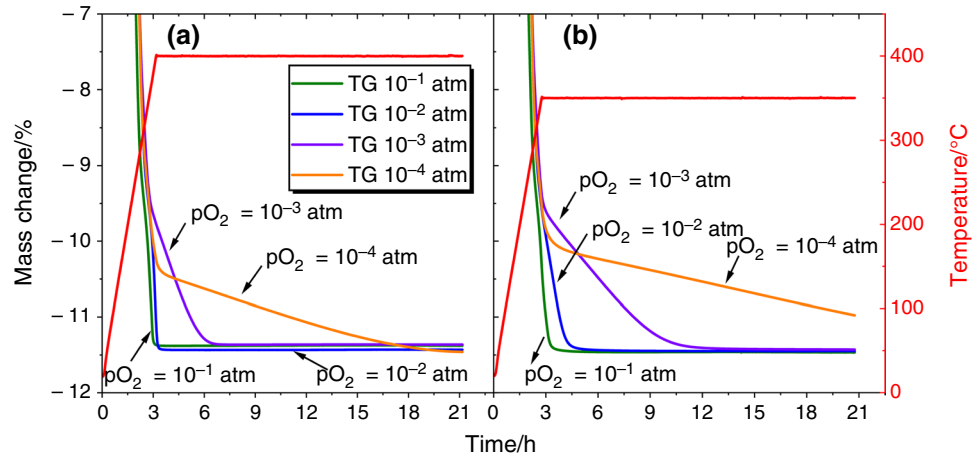 (a)
(b)
−7
−8
−9
−10
−11
−12
Mass change/%
TG 10⁻¹ atm
TG 10⁻² atm
TG 10⁻³ atm
TG 10⁻⁴ atm
pO₂ = 10⁻³ atm
pO₂ = 10⁻⁴ atm
pO₂ = 10⁻¹ atm
pO₂ = 10⁻² atm
pO₂ = 10⁻³ atm
pO₂ = 10⁻² atm
pO₂ = 10⁻⁴ atm
pO₂ = 10⁻¹ atm
400
350
300
250
200
150
100
50
0
Temperature/°C
0 3 6 9 12 15 18 21 0 3 6 9 12 15 18 21
Time/h